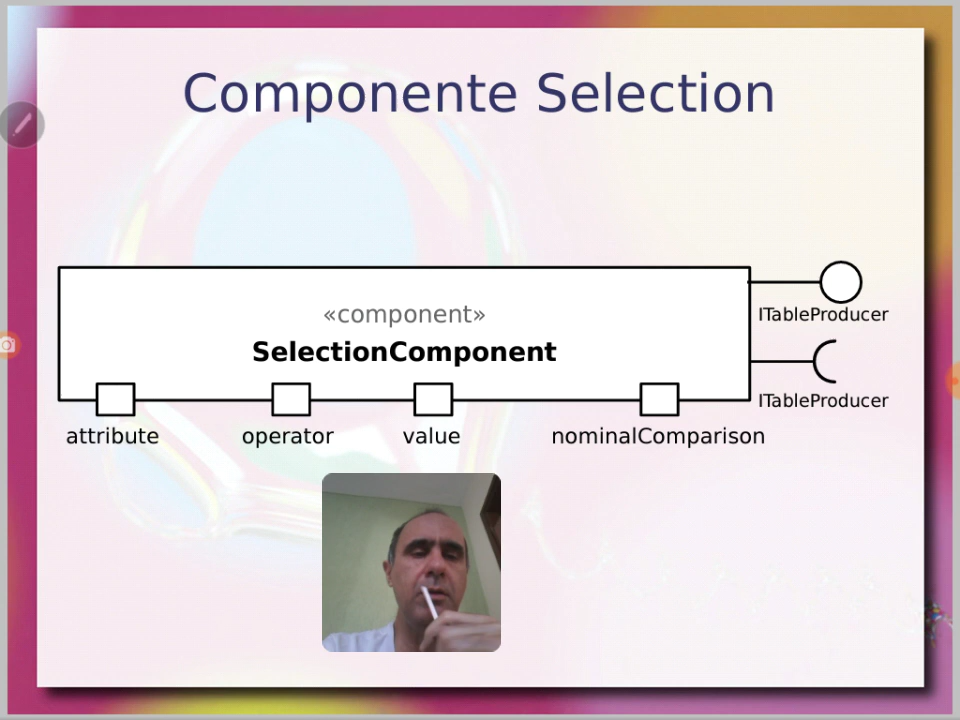 Componente Selection
«component»
SelectionComponent
ITableProducer
ITableProducer
attribute
operator
value
nominalComparison